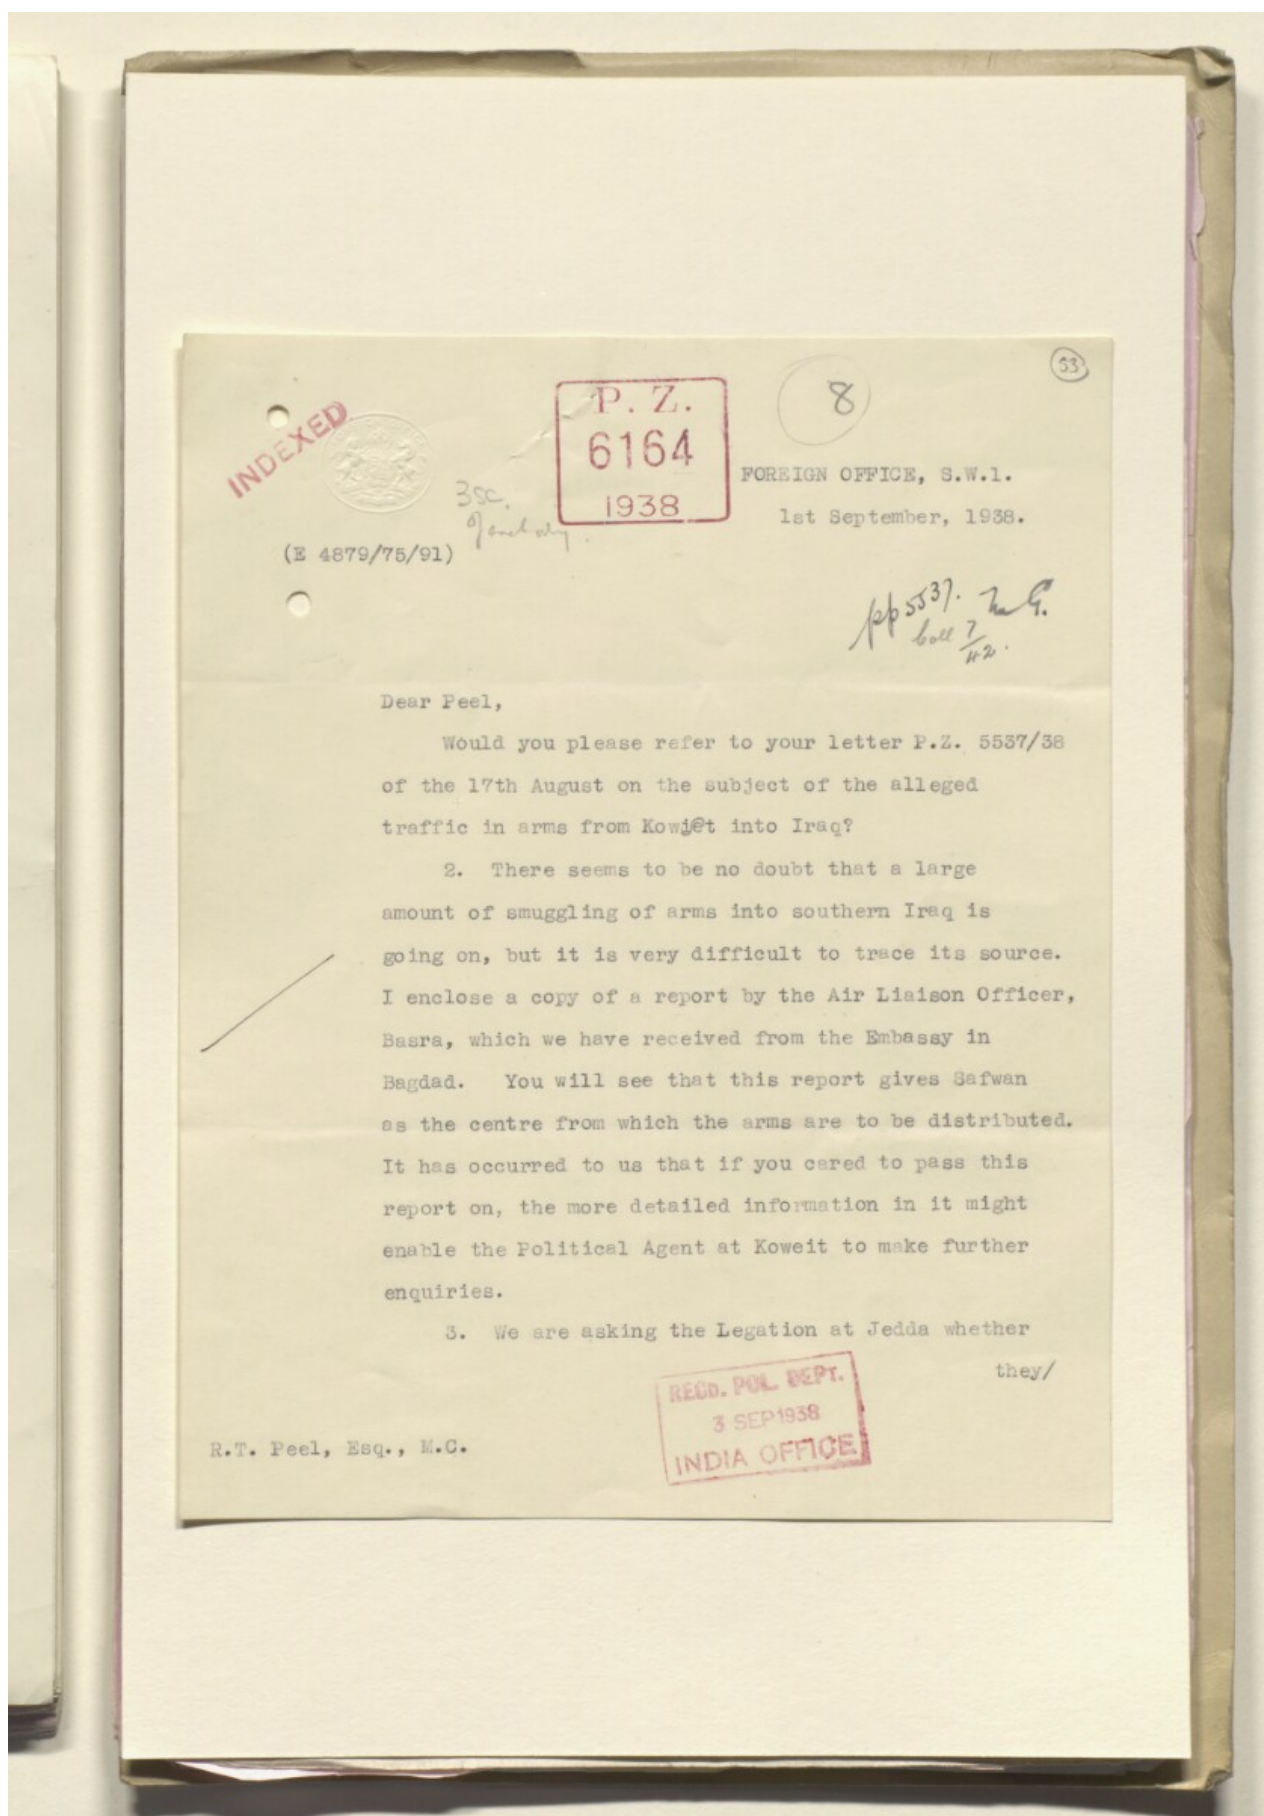 53
8
INDEXED
P. Z.
6164
1938
FOREIGN OFFICE, S.W.1.
1st September, 1938.
3 sc.
(E 4879/75/91)
pp 5537.
7/42.
Dear Peel,
Would you please refer to your letter P.Z. 5537/38
of the 17th August on the subject of the alleged
traffic in arms from Koweit into Iraq?
2. There seems to be no doubt that a large
amount of smuggling of arms into southern Iraq is
going on, but it is very difficult to trace its source.
I enclose a copy of a report by the Air Liaison Officer,
Basra, which we have received from the Embassy in
Bagdad. You will see that this report gives Safwan
as the centre from which the arms are to be distributed.
It has occurred to us that if you cared to pass this
report on, the more detailed information in it might
enable the Political Agent at Koweit to make further
enquiries.
3. We are asking the Legation at Jedda whether
they/
RECD. POL. DEPT.
3 SEP 1938
INDIA OFFICE
R.T. Peel, Esq., M.C.